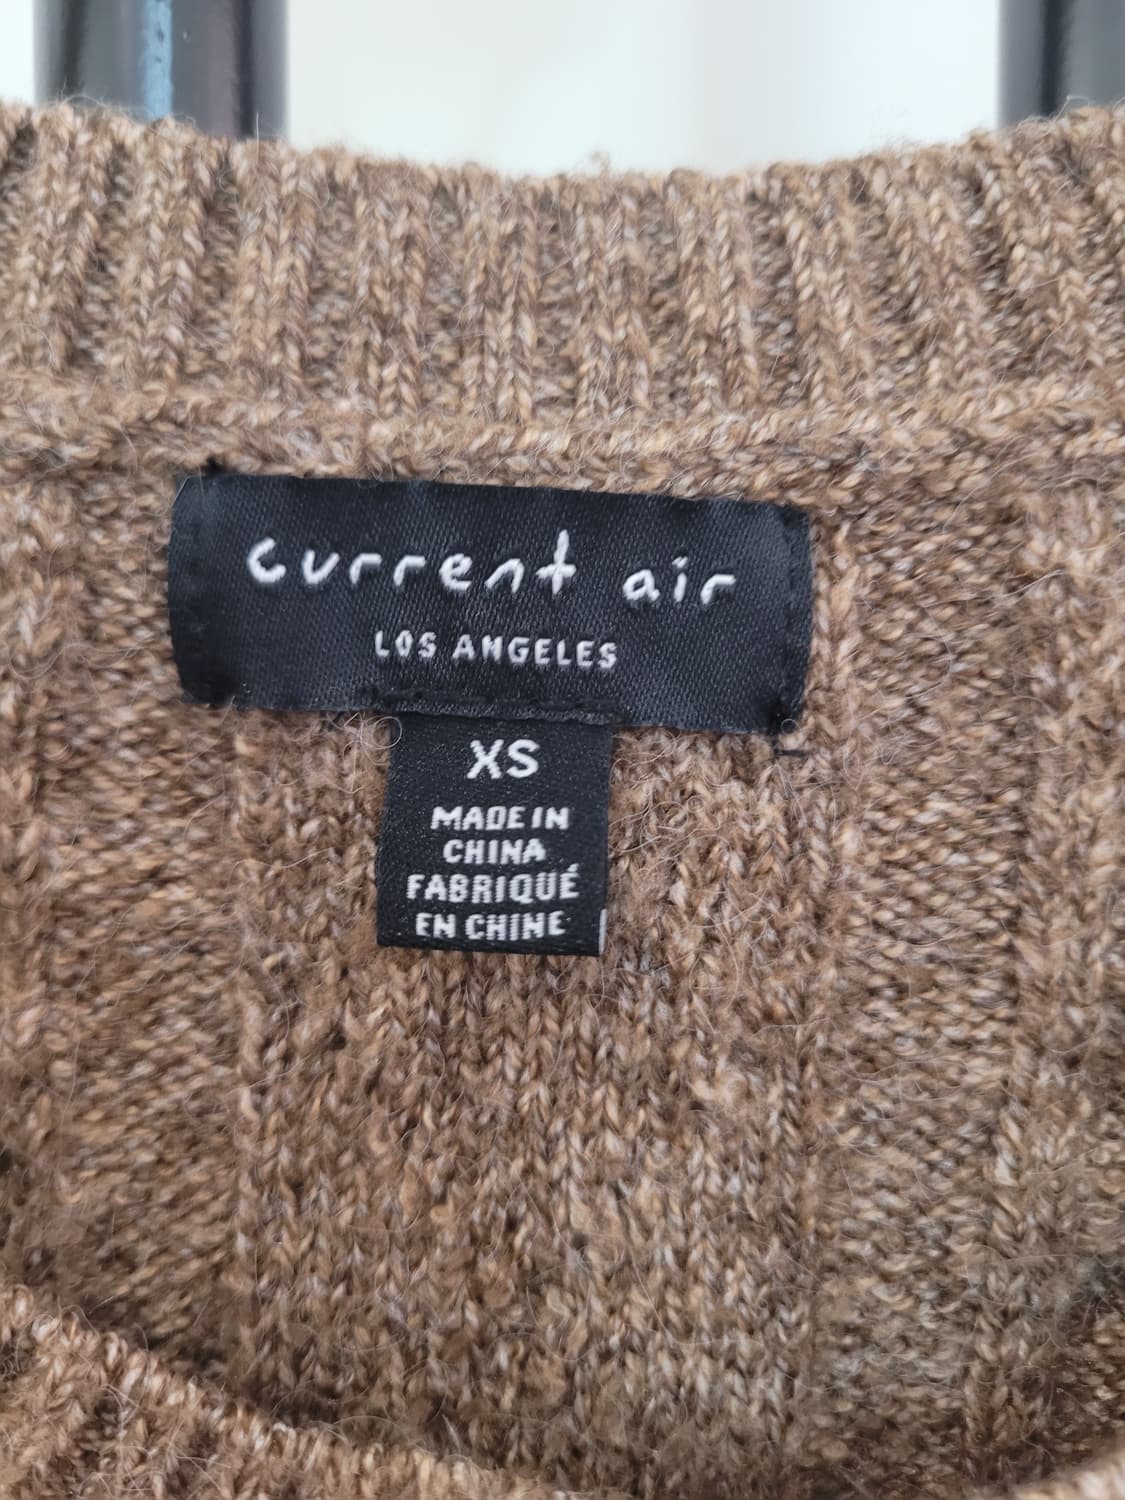 current air
LOS ANGELES
XS
MADE IN
CHINA
FABRIQUÉ
EN CHINE